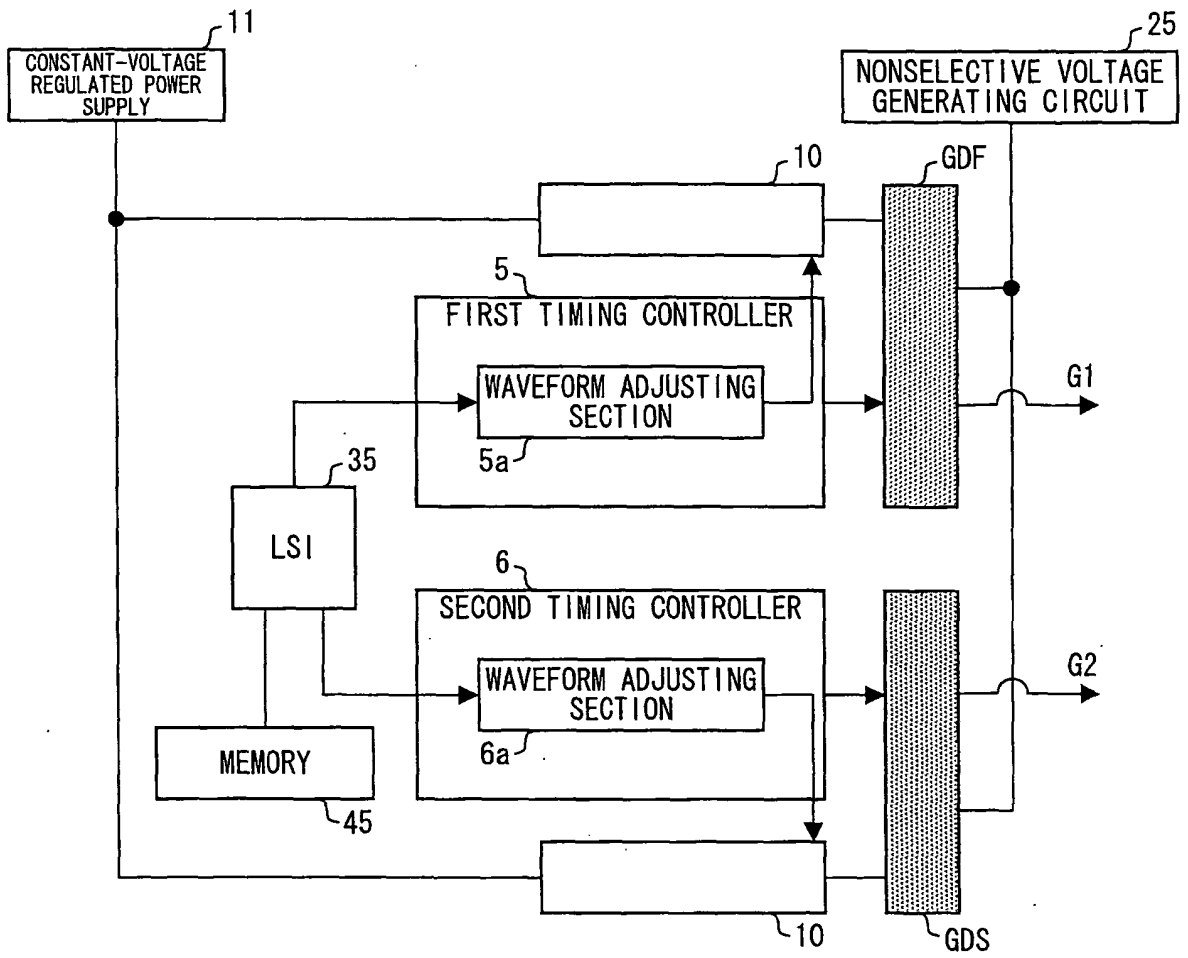 11
CONSTANT-VOLTAGE
REGULATED POWER
SUPPLY
25
NONSELECTIVE VOLTAGE
GENERATING CIRCUIT
10
GDF
5
FIRST TIMING CONTROLLER
WAVEFORM ADJUSTING
SECTION
5a
G1
35
LSI
6
SECOND TIMING CONTROLLER
WAVEFORM ADJUSTING
SECTION
6a
G2
MEMORY
45
10
GDS